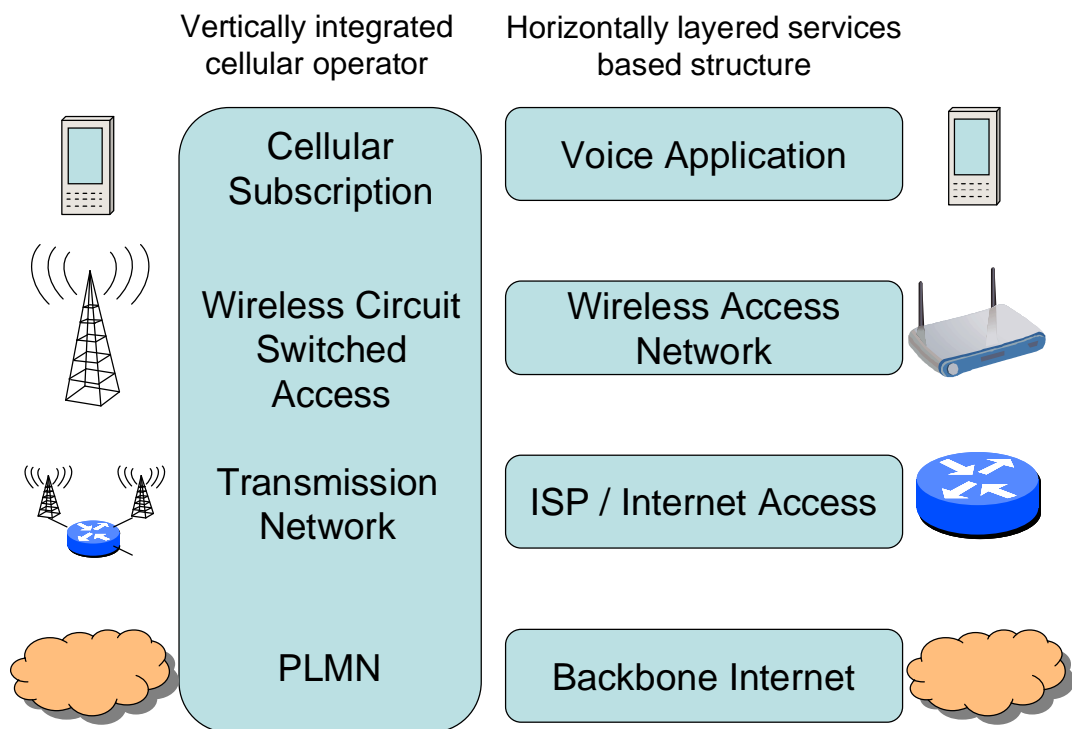 Vertically integrated
cellular operator
Horizontally layered services
based structure
Cellular
Subscription
Voice Application
Wireless Circuit
Switched
Access
Wireless Access
Network
Transmission
Network
ISP / Internet Access
PLMN
Backbone Internet